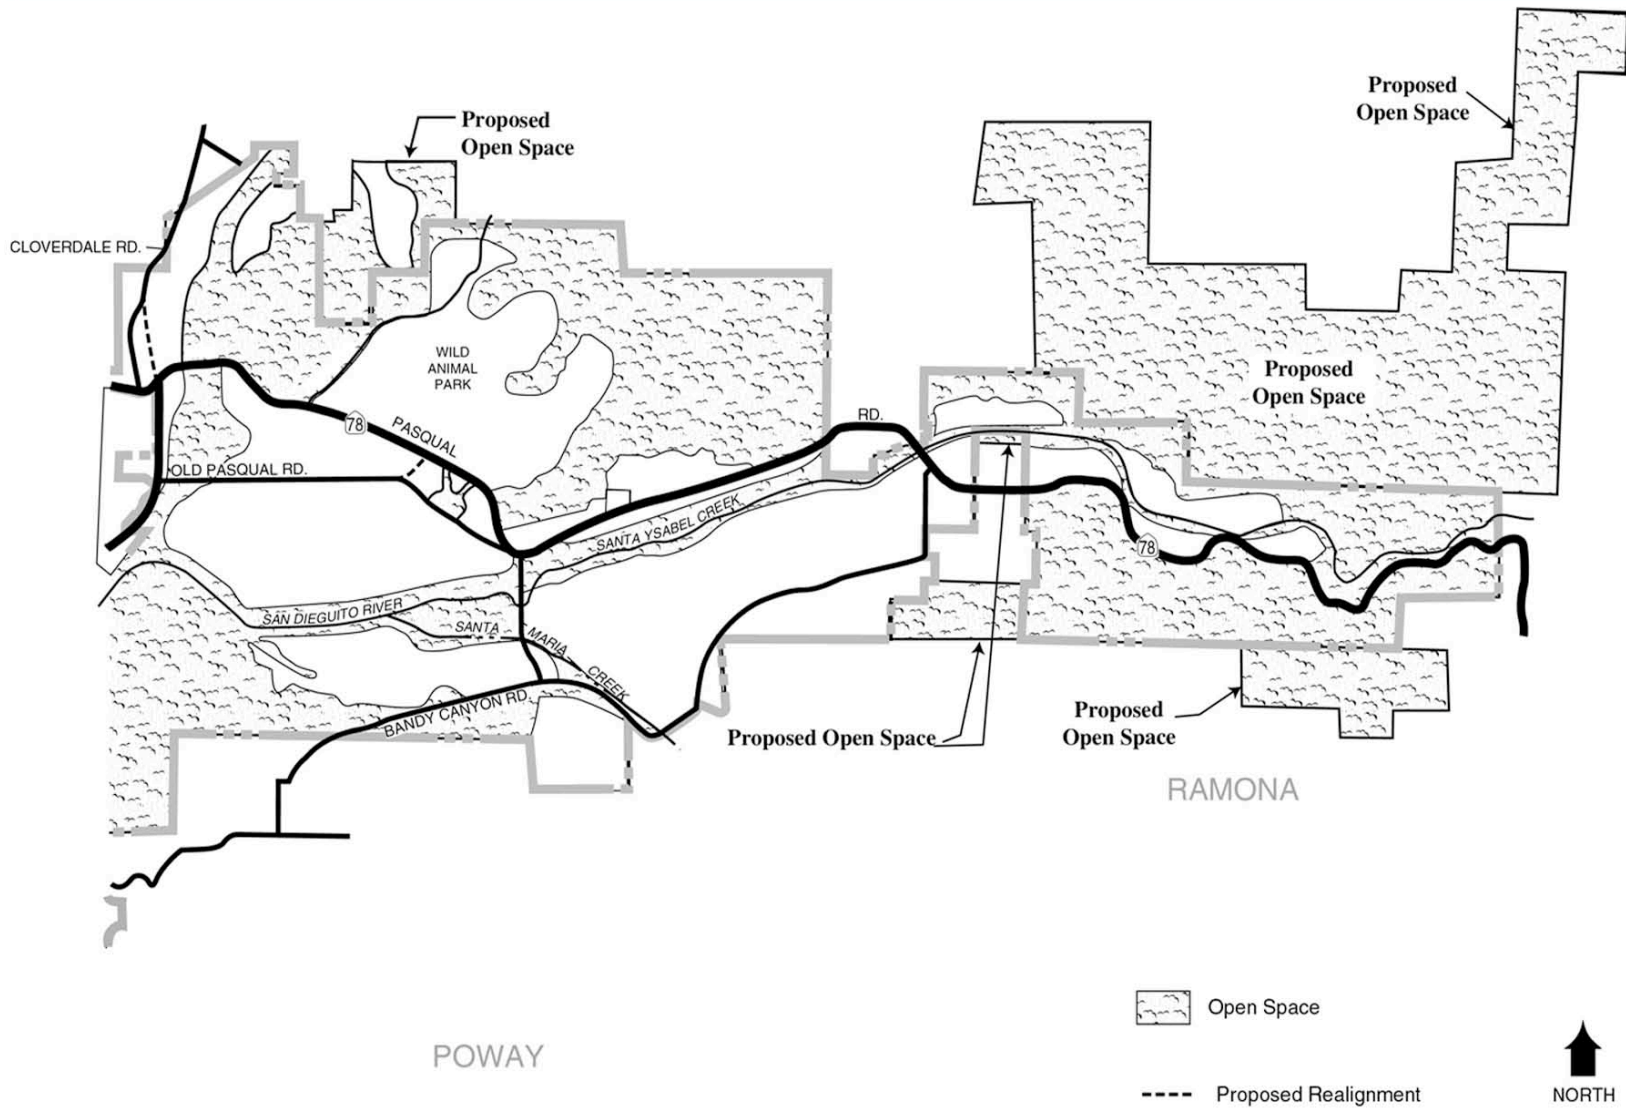 Proposed
Open Space
Proposed
Open Space
CLOVERDALE RD.
WILD
ANIMAL
PARK
Proposed
Open Space
78
PASQUAL
RD.
OLD PASQUAL RD.
SANTA YSABEL CREEK
78
SAN DIEGUITO RIVER
SANTA
MARIA
CREEK
BANDY CANYON RD.
Proposed Open Space
Proposed
Open Space
RAMONA
Open Space
POWAY
Proposed Realignment
NORTH